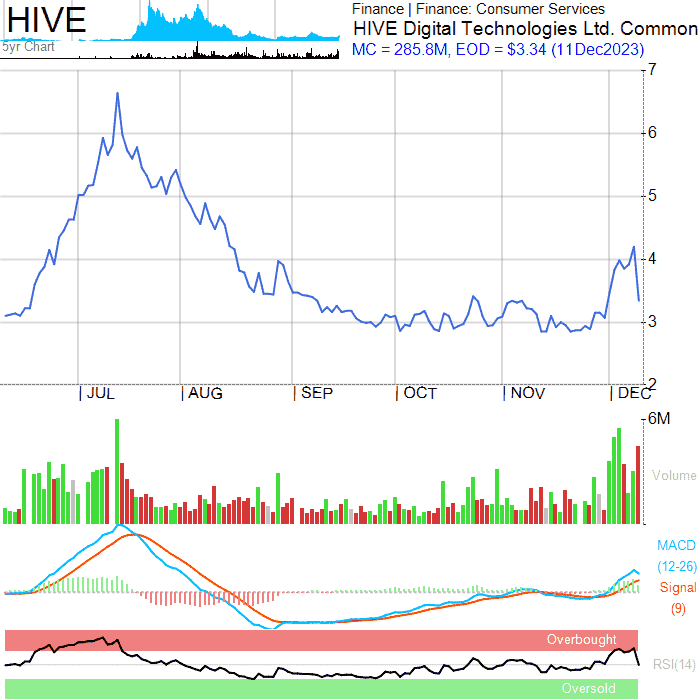 HIVE
5yr Chart
Finance | Finance: Consumer Services
HIVE Digital Technologies Ltd. Common
MC = 285.8M, EOD = $3.34 (11Dec2023)
7
6
5
4
3
2
JUL AUG SEP OCT NOV DEC
6M
Volume
MACD
(12-26)
Signal
(9)
Overbought
RSI(14)
Oversold